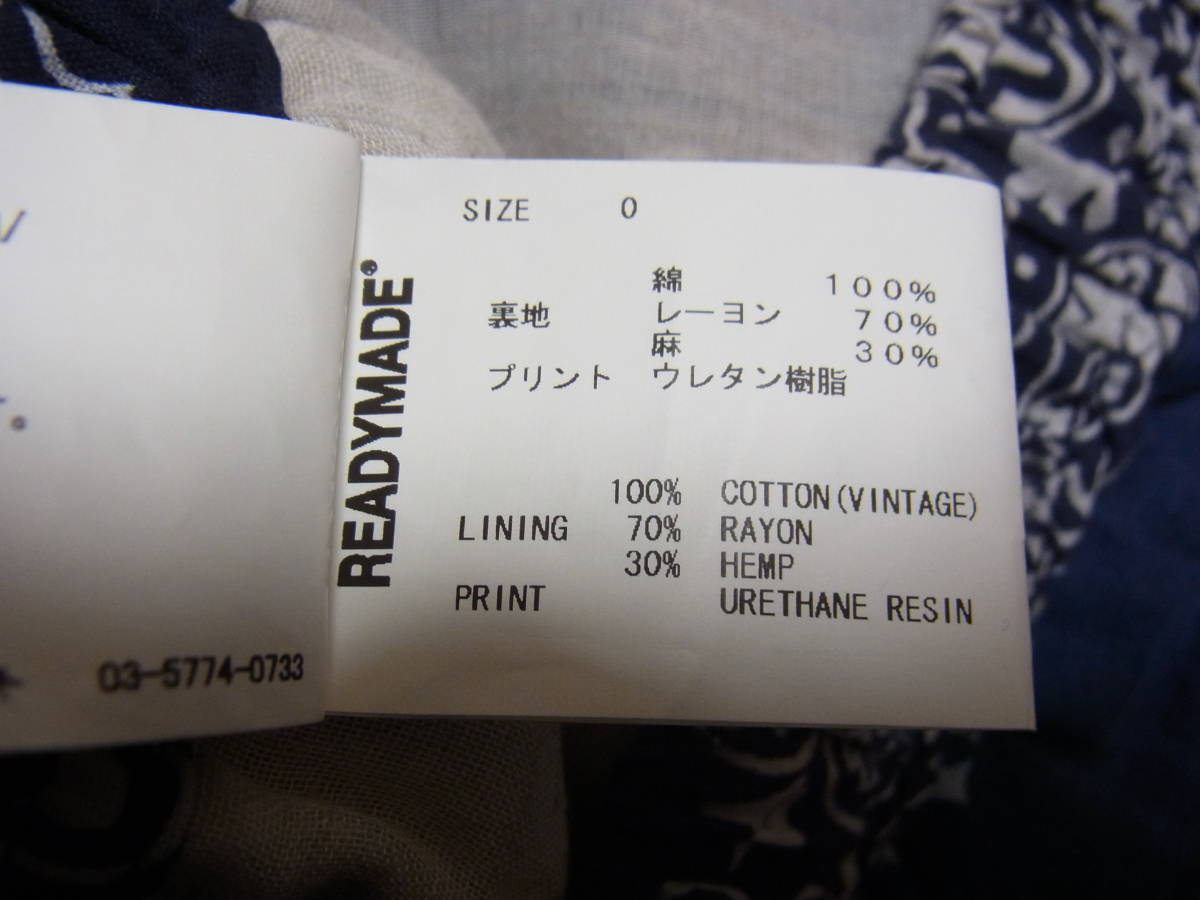 SIZE 0
READYMADE®
綿 100%
裏地 レーヨン 70%
麻 30%
プリント ウレタン樹脂
100% COTTON(VINTAGE)
LINING 70% RAYON
30% HEMP
PRINT URETHANE RESIN
03-5774-0733